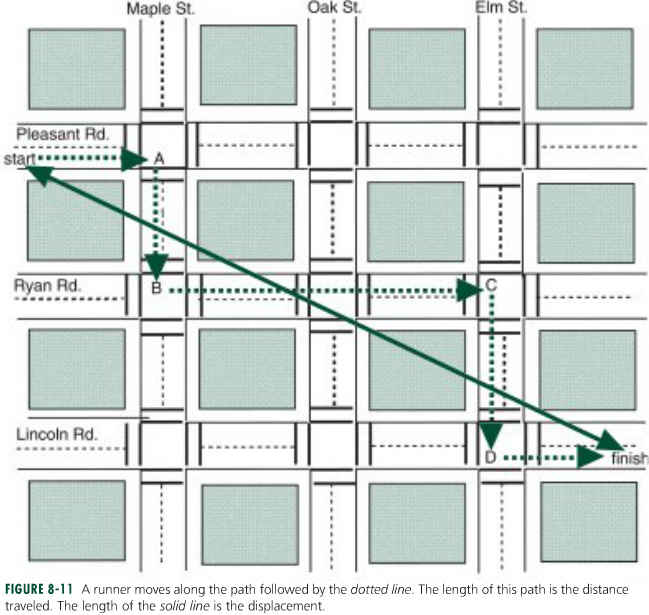 Maple St. Oak St. Elm St.
Pleasant Rd.
start A
Ryan Rd. B C
Lincoln Rd.
D finish
FIGURE 8-11 A runner moves along the path followed by the dotted line. The length of this path is the distance
traveled. The length of the solid line is the displacement.